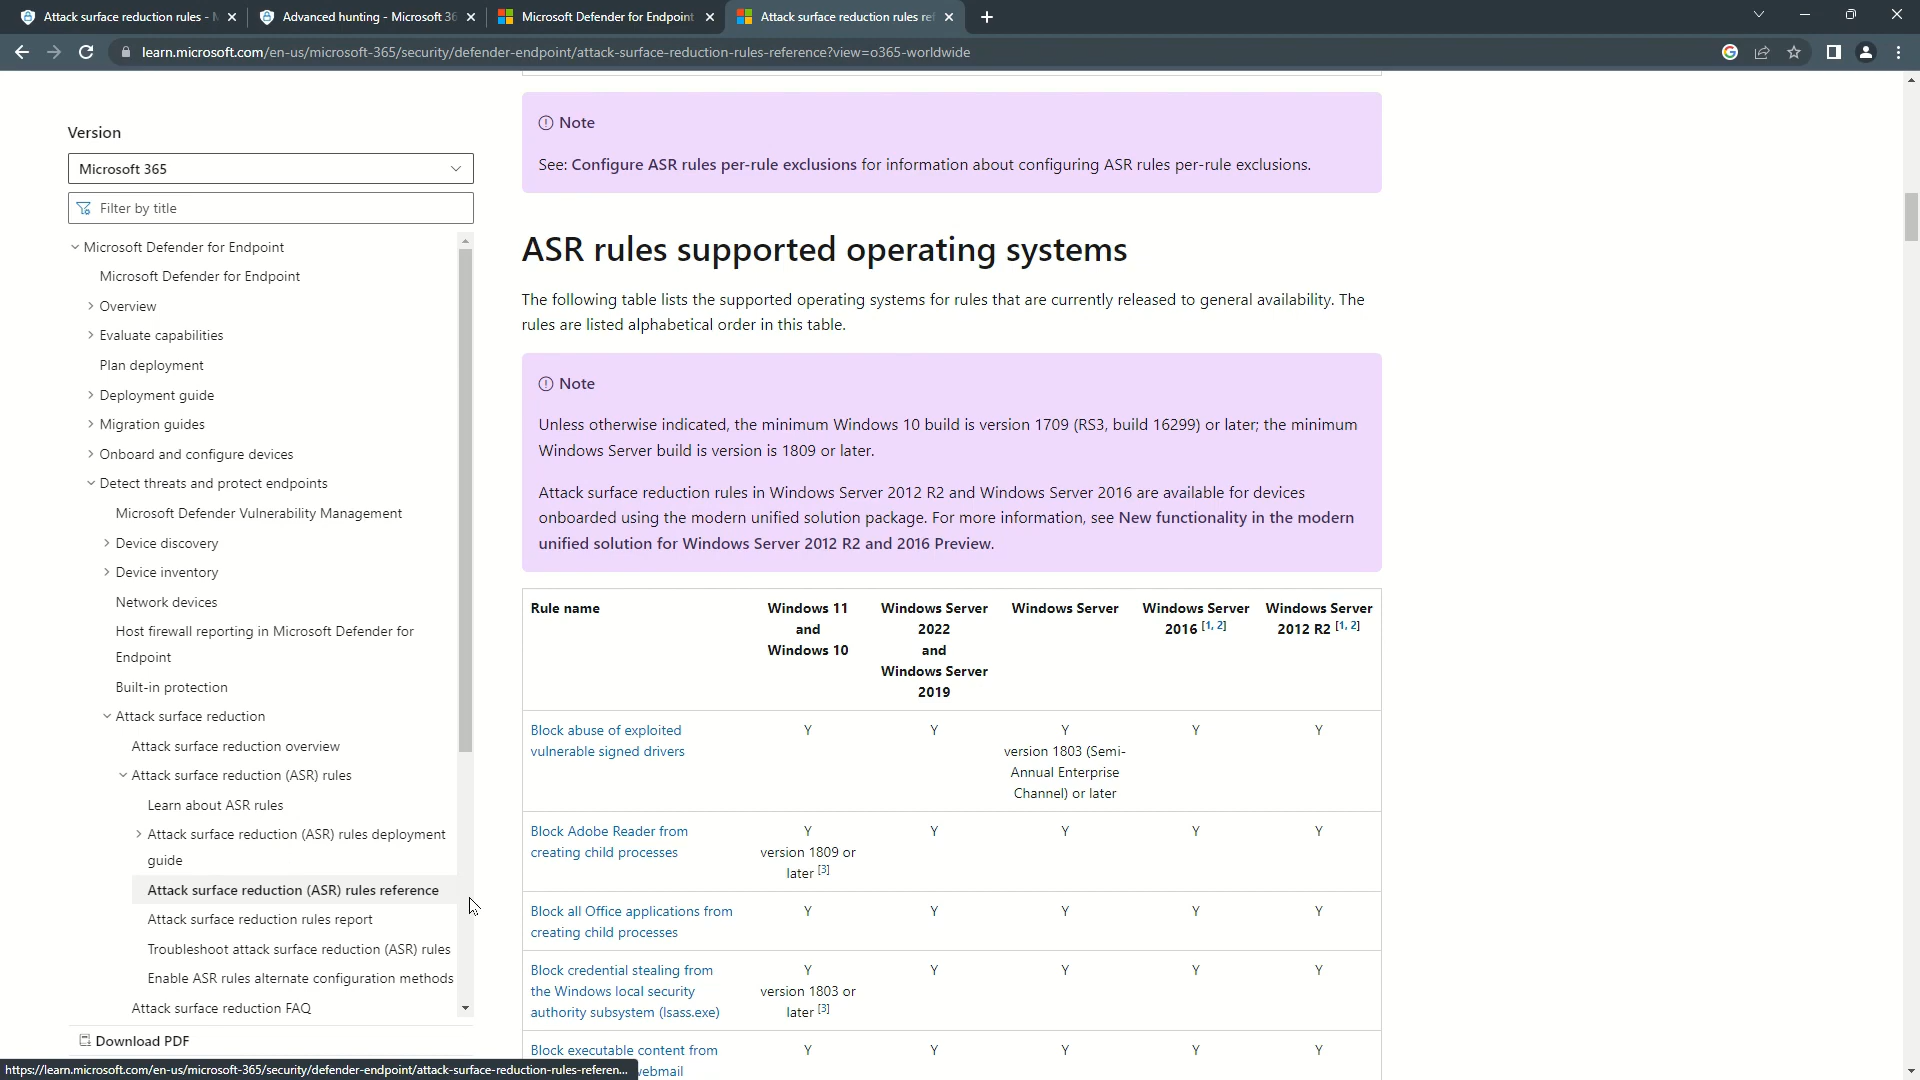 Attack surface reduction rules -
Advanced hunting - Microsoft 36
Microsoft Defender for Endpoint
Attack surface reduction rules ref
learn.microsoft.com/en-us/microsoft-365/security/defender-endpoint/attack-surface-reduction-rules-reference?view=o365-worldwide
Version
Microsoft 365
Filter by title
Microsoft Defender for Endpoint
Microsoft Defender for Endpoint
Overview
Evaluate capabilities
Plan deployment
Deployment guide
Migration guides
Onboard and configure devices
Detect threats and protect endpoints
Microsoft Defender Vulnerability Management
Device discovery
Device inventory
Network devices
Host firewall reporting in Microsoft Defender for
Endpoint
Built-in protection
Attack surface reduction
Attack surface reduction overview
Attack surface reduction (ASR) rules
Learn about ASR rules
Attack surface reduction (ASR) rules deployment
guide
Attack surface reduction (ASR) rules reference
Attack surface reduction rules report
Troubleshoot attack surface reduction (ASR) rules
Enable ASR rules alternate configuration methods
Attack surface reduction FAQ
Download PDF
https://learn.microsoft.com/en-us/microsoft-365/security/defender-endpoint/attack-surface-reduction-rules-referen...
Note
See: Configure ASR rules per-rule exclusions for information about configuring ASR rules per-rule exclusions.
ASR rules supported operating systems
The following table lists the supported operating systems for rules that are currently released to general availability. The
rules are listed alphabetical order in this table.
Note
Unless otherwise indicated, the minimum Windows 10 build is version 1709 (RS3, build 16299) or later; the minimum
Windows Server build is version is 1809 or later.
Attack surface reduction rules in Windows Server 2012 R2 and Windows Server 2016 are available for devices
onboarded using the modern unified solution package. For more information, see New functionality in the modern
unified solution for Windows Server 2012 R2 and 2016 Preview.
Rule name Windows 11 Windows Server Windows Server Windows Server Windows Server
and 2022 2016 [1, 2] 2012 R2 [1, 2]
Windows 10 and
Windows Server
2019
Block abuse of exploited Y Y Y Y Y
vulnerable signed drivers version 1803 (Semi-
Annual Enterprise
Channel) or later
Block Adobe Reader from Y Y Y Y Y
creating child processes version 1809 or
later [3]
Block all Office applications from Y Y Y Y Y
creating child processes
Block credential stealing from Y Y Y Y Y
the Windows local security version 1803 or
authority subsystem (lsass.exe) later [3]
Block executable content from Y Y Y Y Y
webmail